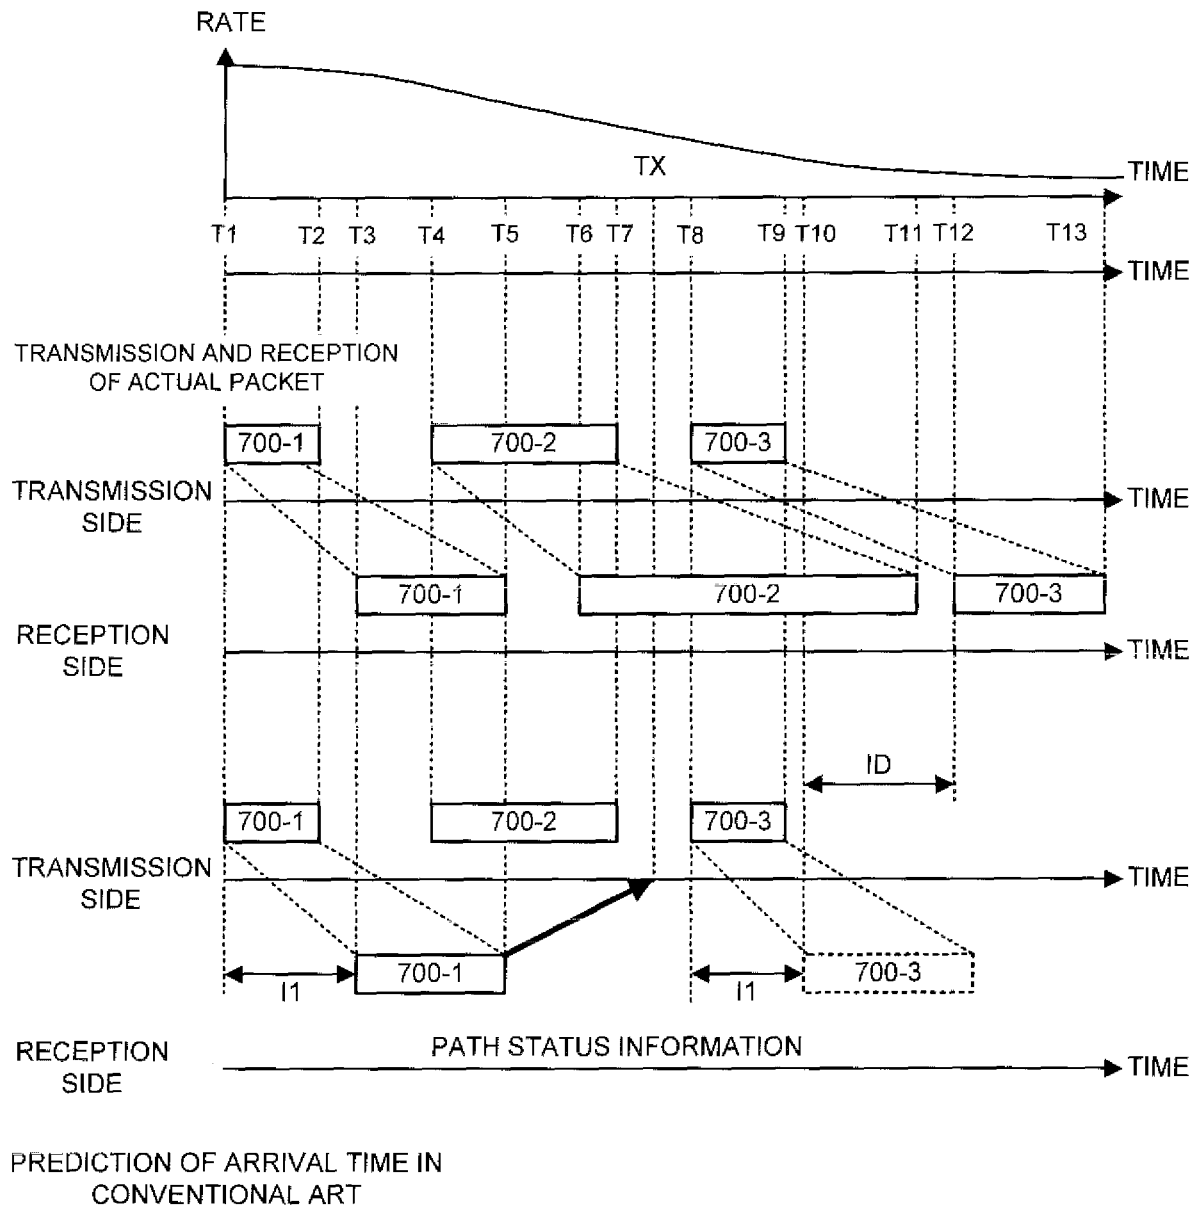 RATE
TX
TIME
T1 T2 T3 T4 T5 T6 T7 T8 T9 T10 T11 T12 T13
TIME
TRANSMISSION AND RECEPTION
OF ACTUAL PACKET
700-1 700-2 700-3
TRANSMISSION
SIDE
TIME
700-1 700-2 700-3
RECEPTION
SIDE
TIME
ID
700-1 700-2 700-3
TRANSMISSION
SIDE
TIME
I1 700-1 I1 700-3
PATH STATUS INFORMATION
RECEPTION
SIDE
TIME
PREDICTION OF ARRIVAL TIME IN
CONVENTIONAL ART